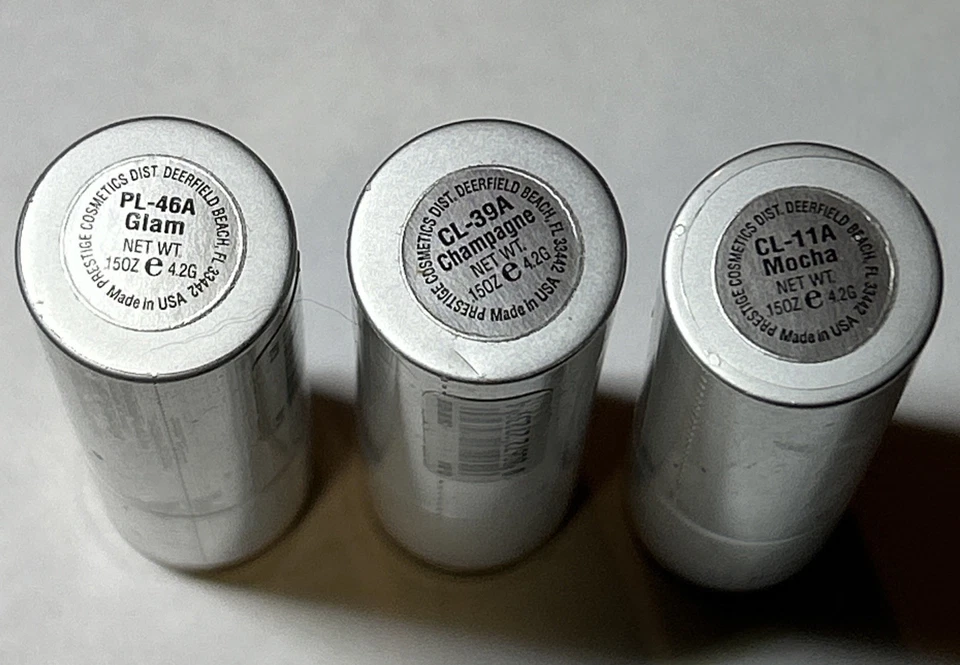 PRESTIGE COSMETICS DIST. DEERFIELD BEACH, FL 33442
PL-46A
Glam
NET WT.
.15OZ e 4.2G
Made in USA
PRESTIGE COSMETICS DIST. DEERFIELD BEACH, FL 33442
CL-39A
Champagne
NET WT.
.15OZ e 4.2G
Made in USA
PRESTIGE COSMETICS DIST. DEERFIELD BEACH, FL 33442
CL-11A
Mocha
NET WT.
.15OZ e 4.2G
Made in USA